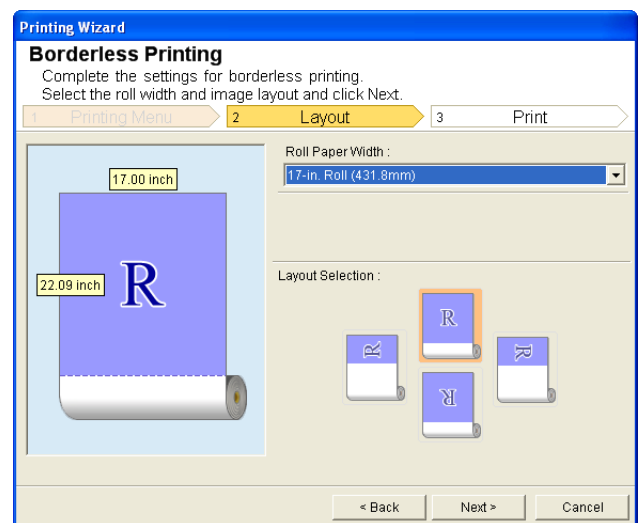 Printing Wizard
Borderless Printing
Complete the settings for borderless printing.
Select the roll width and image layout and click Next.
1 Printing Menu 2 Layout 3 Print
Roll Paper Width :
17-in. Roll (431.8mm)
17.00 inch
22.09 inch
R
Layout Selection :
R
R
R
R
< Back Next > Cancel